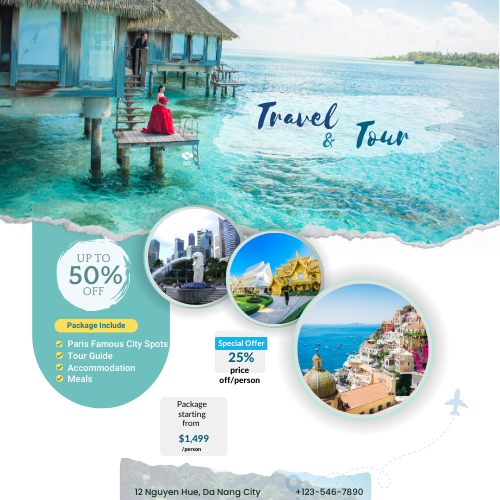 Travel
& Tour
UP TO
50%
OFF
Package Include
Paris Famous City Spots
Tour Guide
Accommodation
Meals
Special Offer
25%
price
off/person
Package
starting
from
$1,499
/person
12 Nguyen Hue, Da Nang City
+123-546-7890